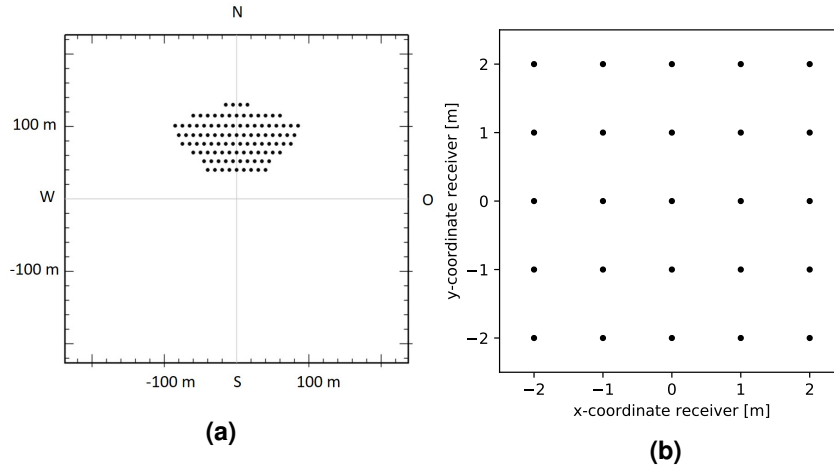 N
100 m
W
O
-100 m
-100 m
S
100 m
(a)
y-coordinate receiver [m]
2
1
0
−1
−2
−2
−1
0
1
2
x-coordinate receiver [m]
(b)